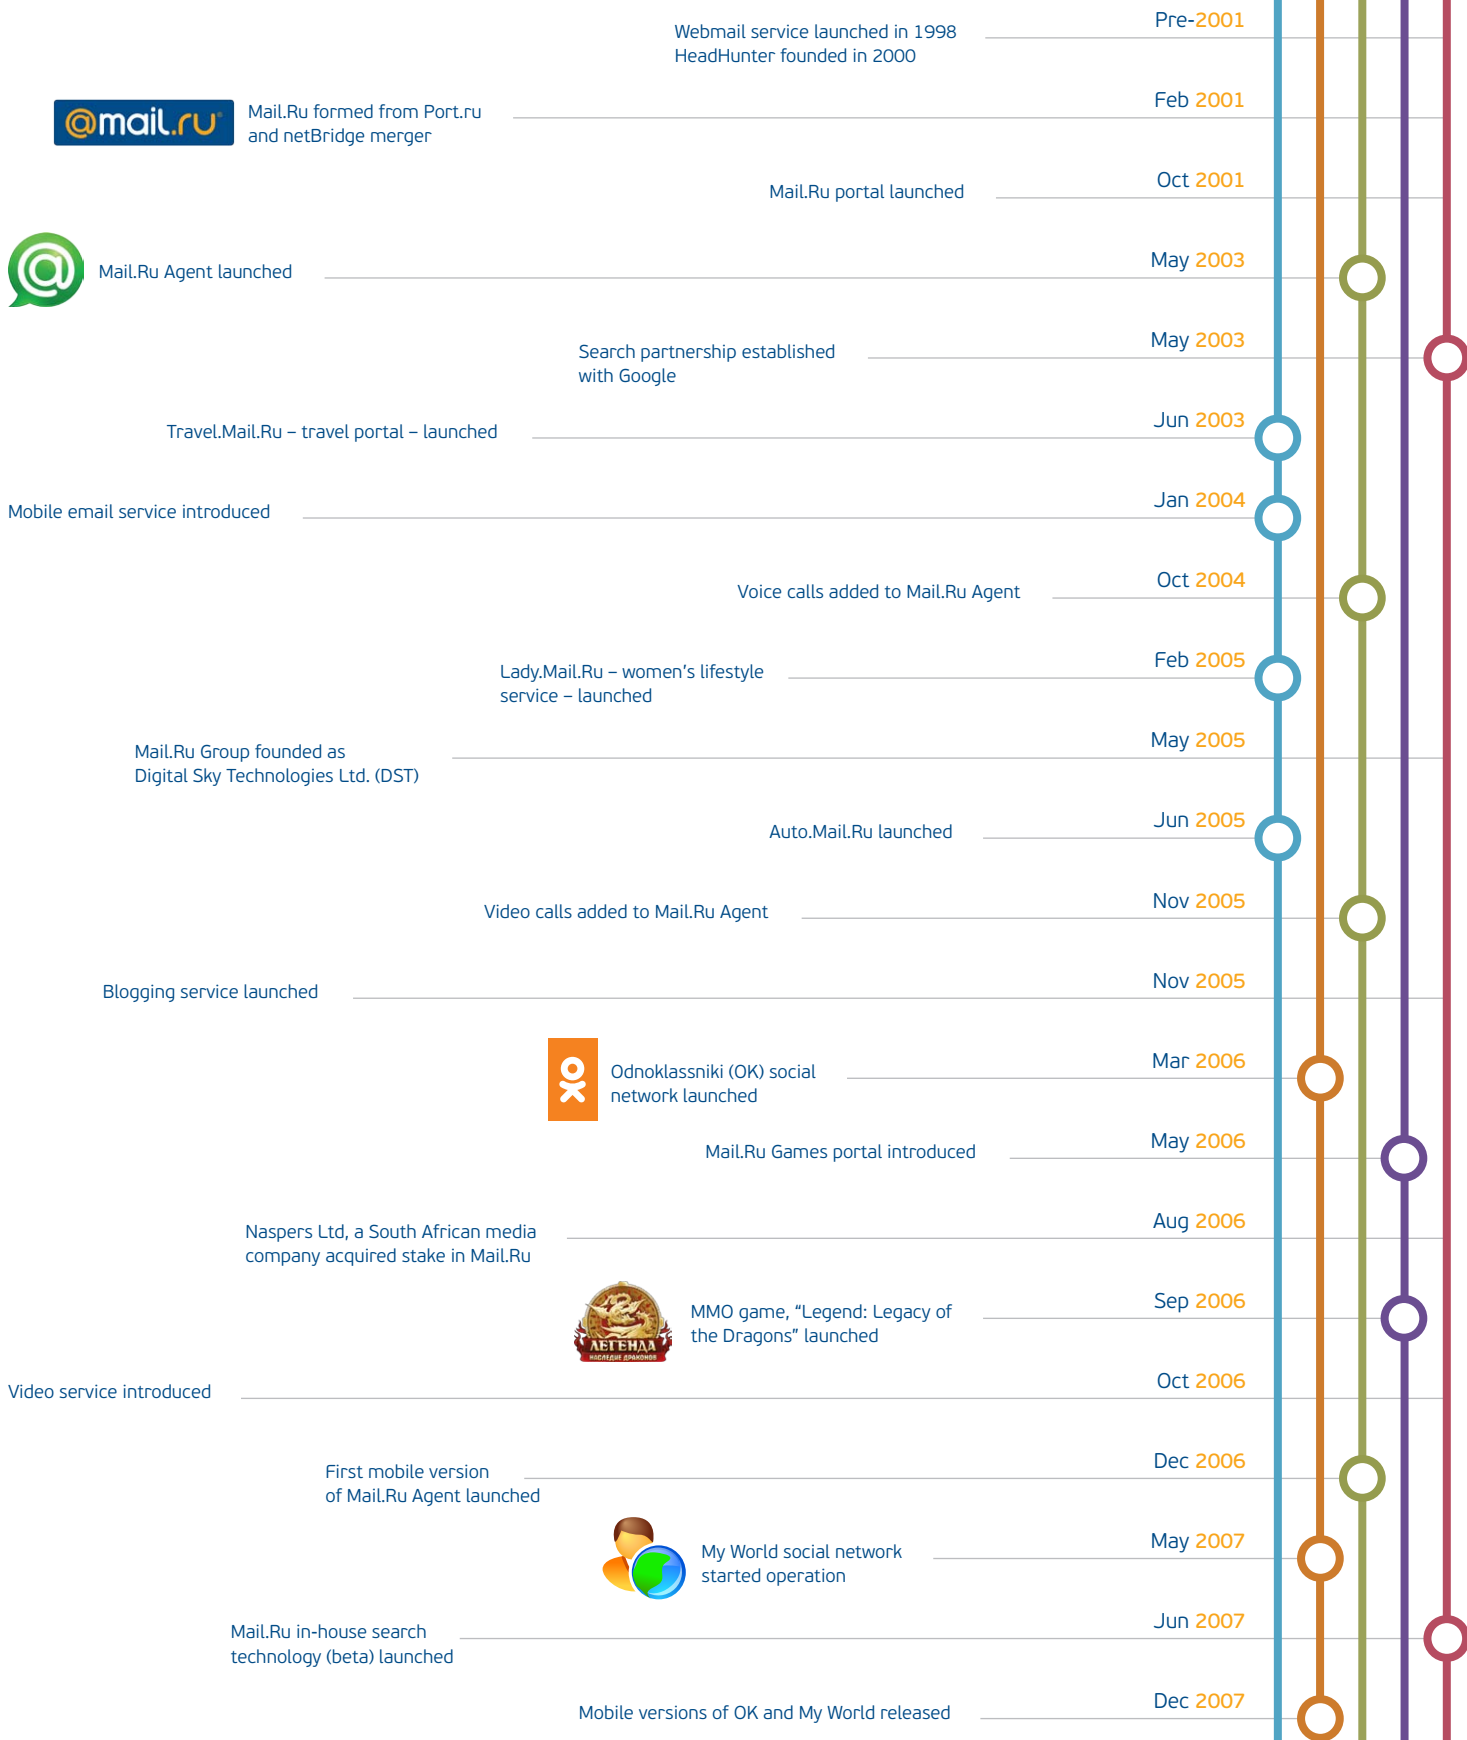 Pre-2001
Webmail service launched in 1998
HeadHunter founded in 2000
Feb 2001
@mail.ru
Mail.Ru formed from Port.ru
and netBridge merger
Oct 2001
Mail.Ru portal launched
May 2003
@
Mail.Ru Agent launched
May 2003
Search partnership established
with Google
Jun 2003
Travel.Mail.Ru – travel portal – launched
Jan 2004
Mobile email service introduced
Oct 2004
Voice calls added to Mail.Ru Agent
Feb 2005
Lady.Mail.Ru – women’s lifestyle
service – launched
May 2005
Mail.Ru Group founded as
Digital Sky Technologies Ltd. (DST)
Jun 2005
Auto.Mail.Ru launched
Nov 2005
Video calls added to Mail.Ru Agent
Nov 2005
Blogging service launched
Mar 2006
Odnoklassniki (OK) social
network launched
May 2006
Mail.Ru Games portal introduced
Aug 2006
Naspers Ltd, a South African media
company acquired stake in Mail.Ru
Sep 2006
MMO game, “Legend: Legacy of
the Dragons” launched
ЛЕГЕНДА
НАСЛЕДИЕ ДРАКОНОВ
Oct 2006
Video service introduced
Dec 2006
First mobile version
of Mail.Ru Agent launched
May 2007
My World social network
started operation
Jun 2007
Mail.Ru in-house search
technology (beta) launched
Dec 2007
Mobile versions of OK and My World released